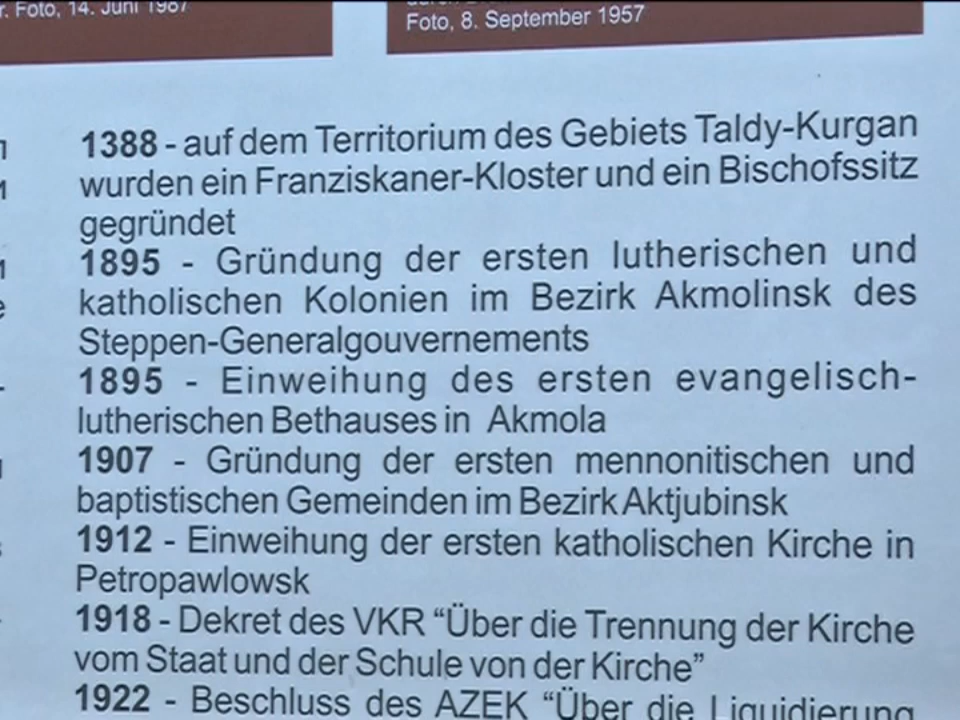 r. Foto, 14. Juni 1987
Foto, 8. September 1957
1388 - auf dem Territorium des Gebiets Taldy-Kurgan
wurden ein Franziskaner-Kloster und ein Bischofssitz
gegründet
1895 - Gründung der ersten lutherischen und
katholischen Kolonien im Bezirk Akmolinsk des
Steppen-Generalgouvernements
1895 - Einweihung des ersten evangelisch-
lutherischen Bethauses in Akmola
1907 - Gründung der ersten mennonitischen und
baptistischen Gemeinden im Bezirk Aktjubinsk
1912 - Einweihung der ersten katholischen Kirche in
Petropawlowsk
1918 - Dekret des VKR “Über die Trennung der Kirche
vom Staat und der Schule von der Kirche”
1922 - Beschluss des AZEK “Über die Liquidierung